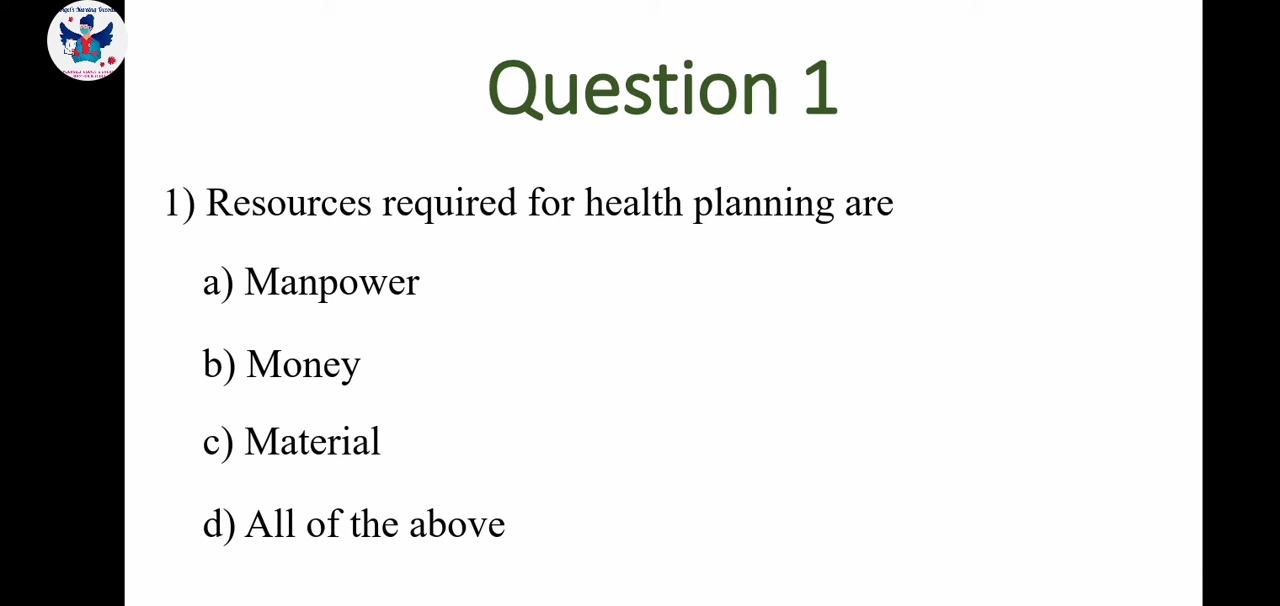 Question 1
1) Resources required for health planning are
a) Manpower
b) Money
c) Material
d) All of the above